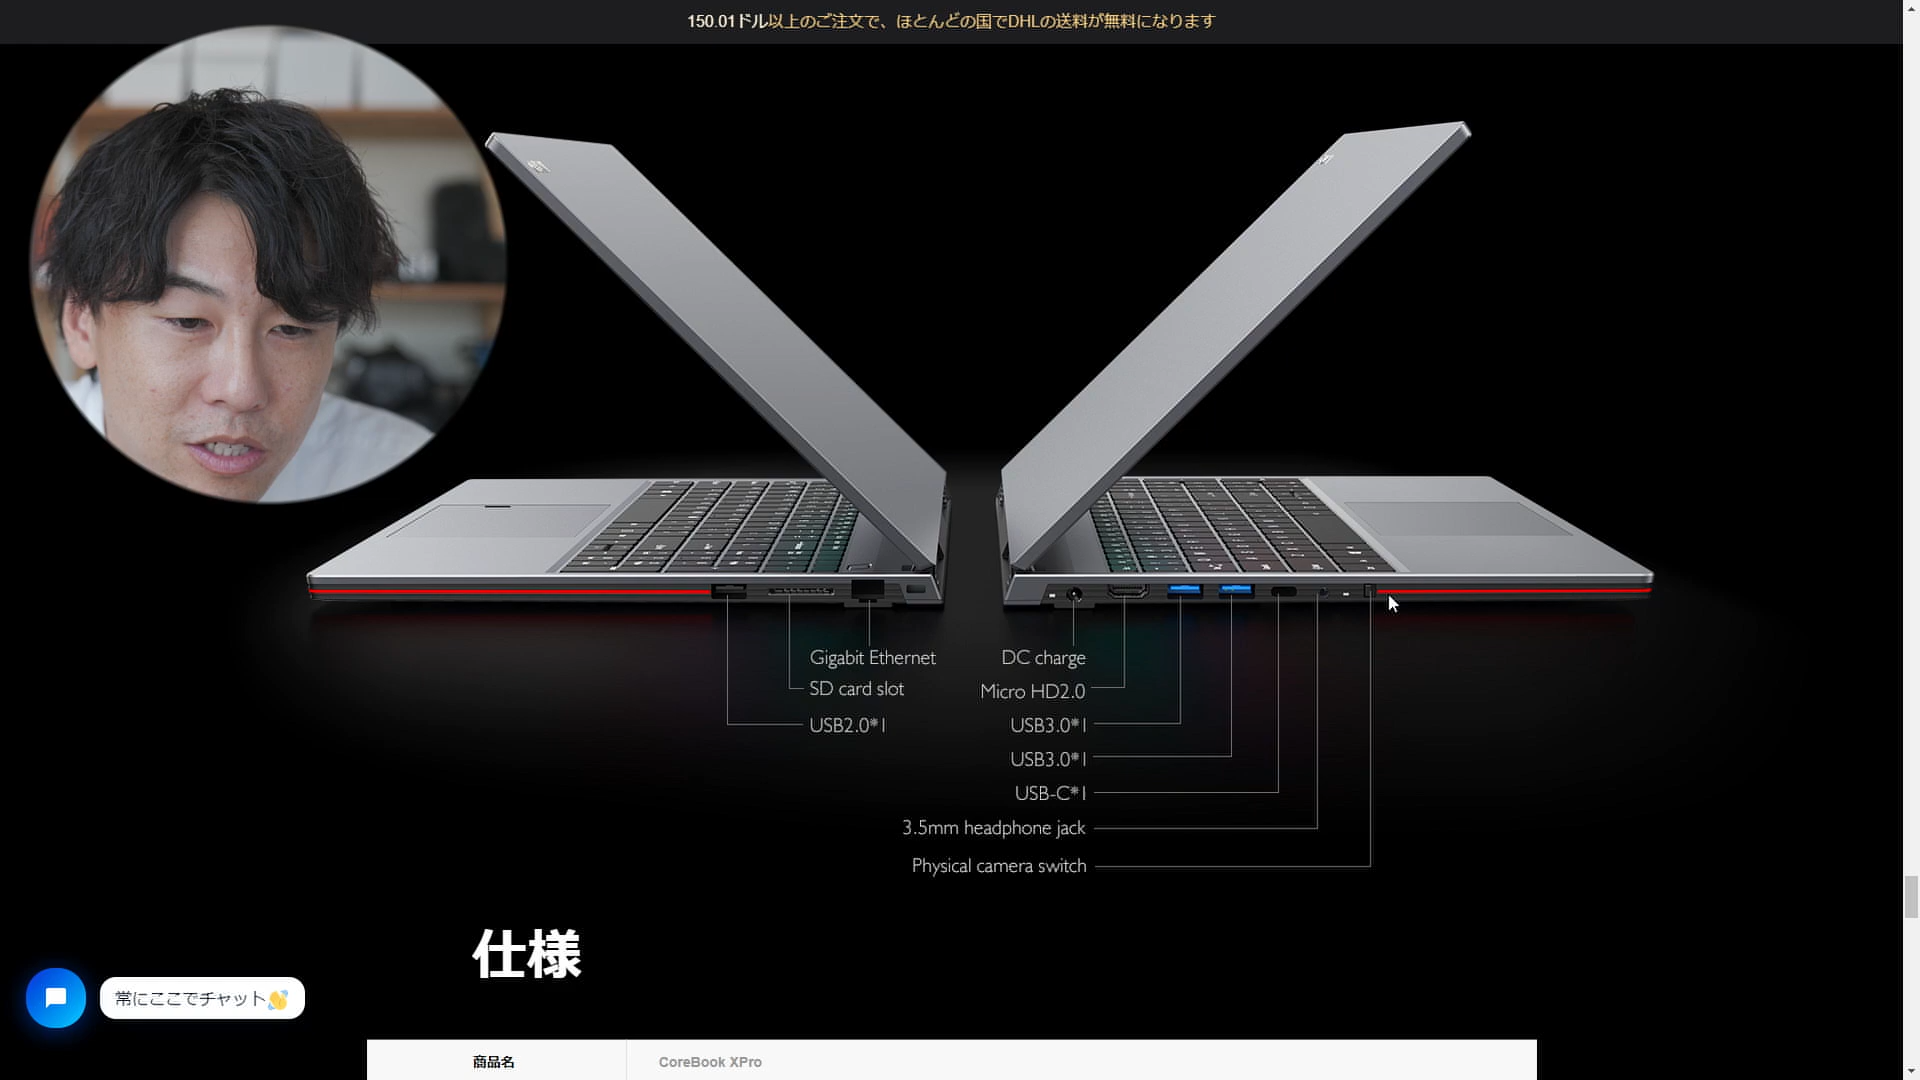 150.01ドル以上のご注文で、ほとんどの国でDHLの送料が無料になります
Gigabit Ethernet
SD card slot
USB2.0*1
DC charge
Micro HD2.0
USB3.0*1
USB3.0*1
USB-C*1
3.5mm headphone jack
Physical camera switch
仕様
常にここでチャット👋
商品名
CoreBook XPro